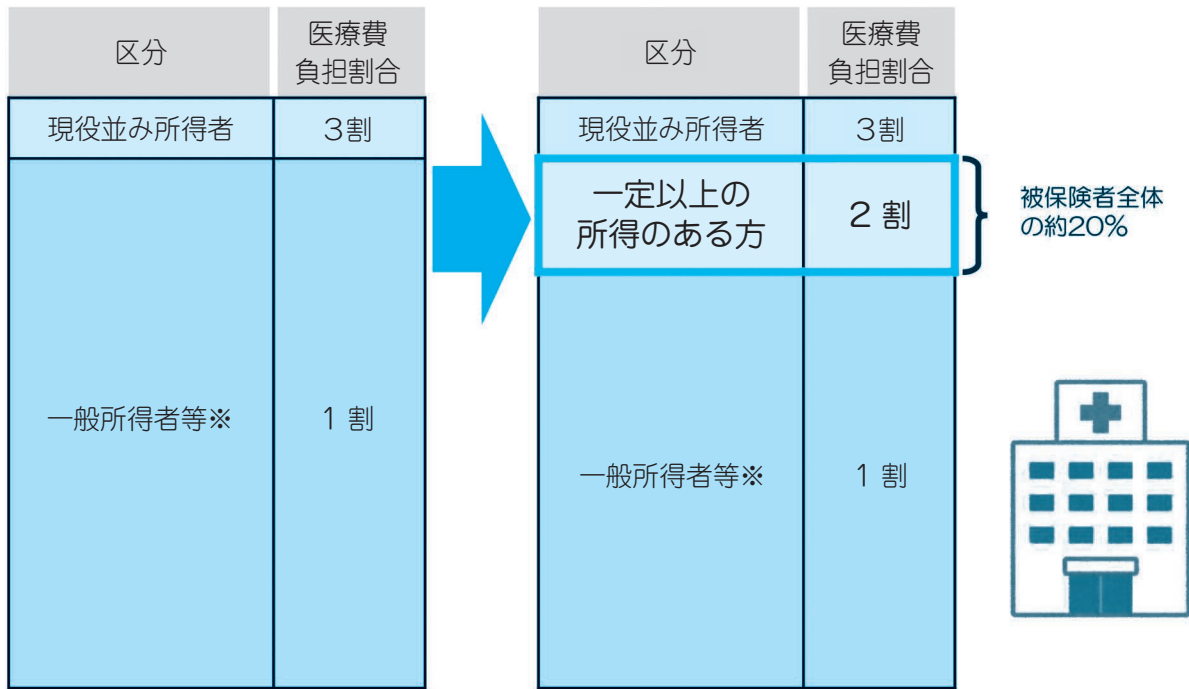 区分
医療費
負担割合
現役並み所得者
3割
一般所得者等※
1 割
区分
医療費
負担割合
現役並み所得者
3割
一定以上の
所得のある方
2 割
一般所得者等※
1 割
被保険者全体
の約20%